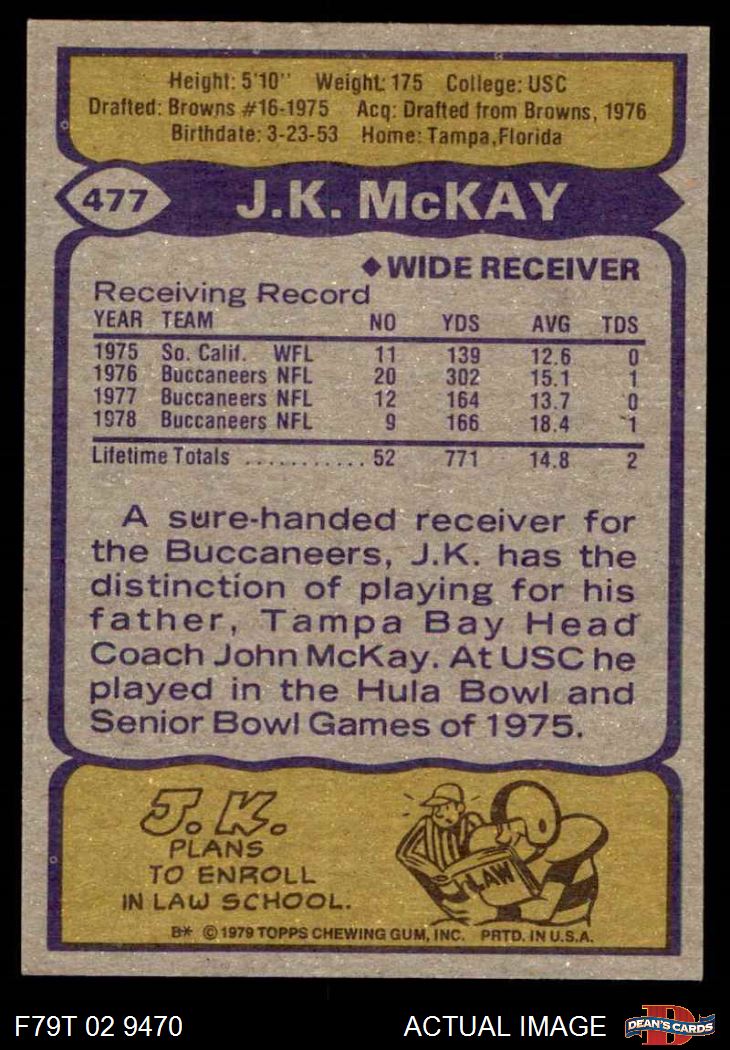 Height: 5'10" Weight: 175 College: USC
Drafted: Browns #16-1975 Acq: Drafted from Browns, 1976
Birthdate: 3-23-53 Home: Tampa, Florida
477 J.K. McKAY
◆WIDE RECEIVER
Receiving Record
YEAR TEAM NO YDS AVG TDS
1975 So. Calif. WFL 11 139 12.6 0
1976 Buccaneers NFL 20 302 15.1 1
1977 Buccaneers NFL 12 164 13.7 0
1978 Buccaneers NFL 9 166 18.4 1
Lifetime Totals ........... 52 771 14.8 2
A sure-handed receiver for
the Buccaneers, J.K. has the
distinction of playing for his
father, Tampa Bay Head
Coach John McKay. At USC he
played in the Hula Bowl and
Senior Bowl Games of 1975.
J.K.
PLANS
TO ENROLL
IN LAW SCHOOL.
LAW
B* © 1979 TOPPS CHEWING GUM, INC. PRTD. IN U.S.A.
F79T 02 9470 ACTUAL IMAGE D DEAN'S CARDS